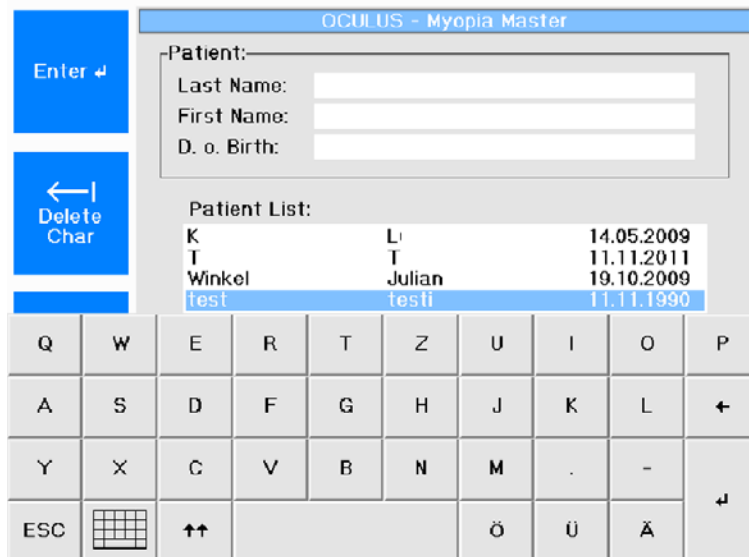 OCULUS - Myopia Master
Enter ↵
Patient:
Last Name:
First Name:
D. o. Birth:
Delete
Char
Patient List:
K L 14.05.2009
T T 11.11.2011
Winkel Julian 19.10.2009
test testi 11.11.1990
Q W E R T Z U I O P
A S D F G H J K L ←
Y X C V B N M . -
ESC ↑↑ Ö Ü Ä ↵